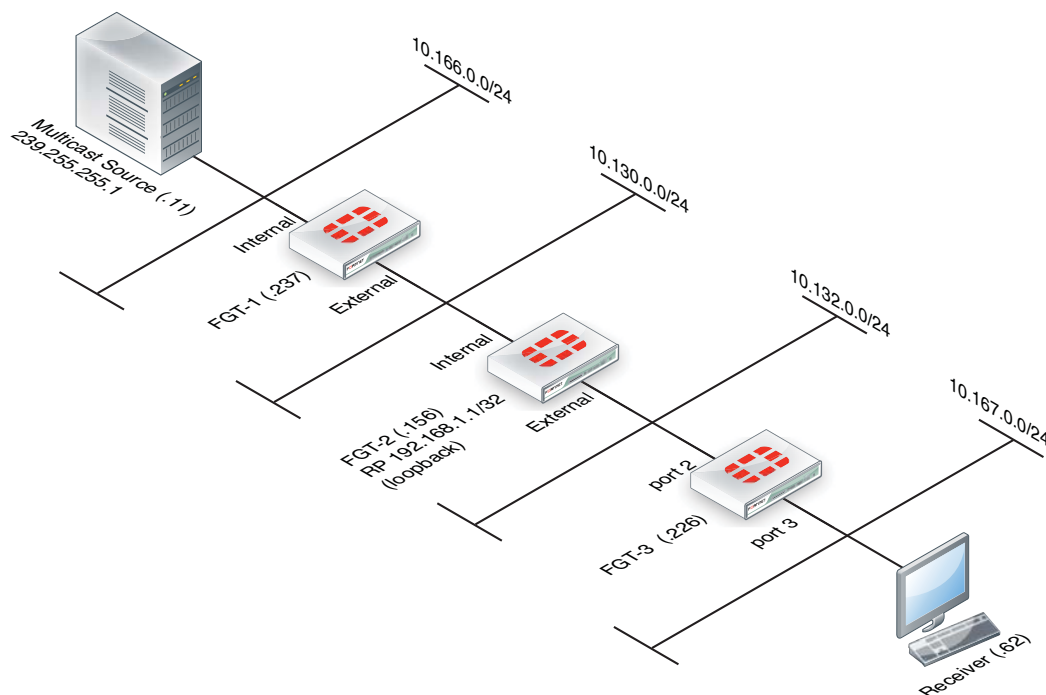 10.166.0.0/24
Multicast Source (.11)
239.255.255.1
10.130.0.0/24
Internal
FGT-1 (.237)
External
10.132.0.0/24
Internal
FGT-2 (.156)
RP 192.168.1.1/32
(loopback)
External
10.167.0.0/24
port 2
FGT-3 (.226)
port 3
Receiver (.62)